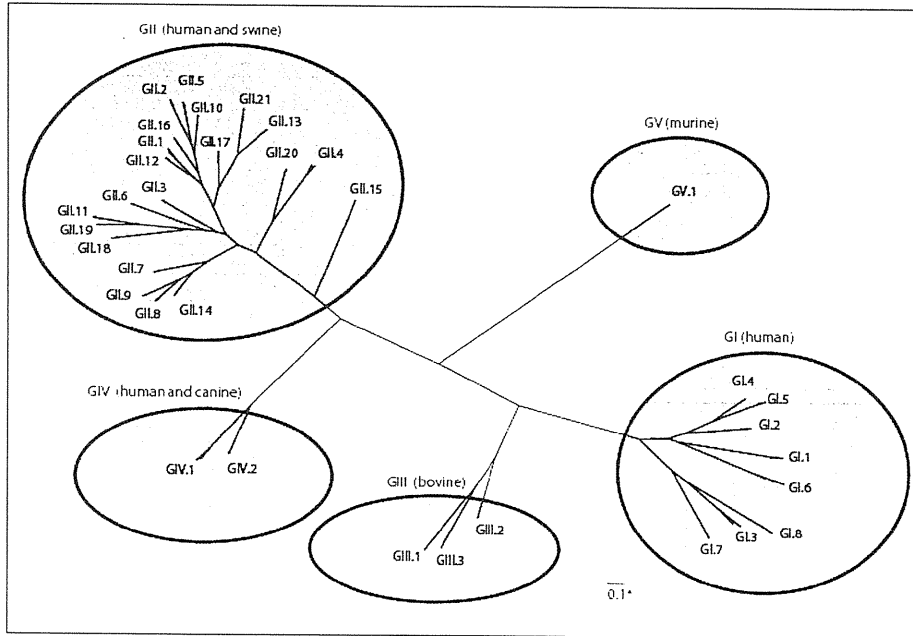 GII (human and swine)
GII.5
GII.2
GII.10
GII.21
GII.16
GII.13
GII.1
GII.17
GII.12
GII.20
GII.4
GII.3
GII.6
GII.15
GII.11
GII.19
GII.18
GII.7
GII.9
GII.8
GII.14
GV (murine)
GV.1
GI (human)
GI.4
GI.5
GI.2
GI.1
GI.6
GI.8
GI.3
GI.7
GIV (human and canine)
GIV.1
GIV.2
GIII (bovine)
GIII.2
GIII.1
GIII.3
0.1*